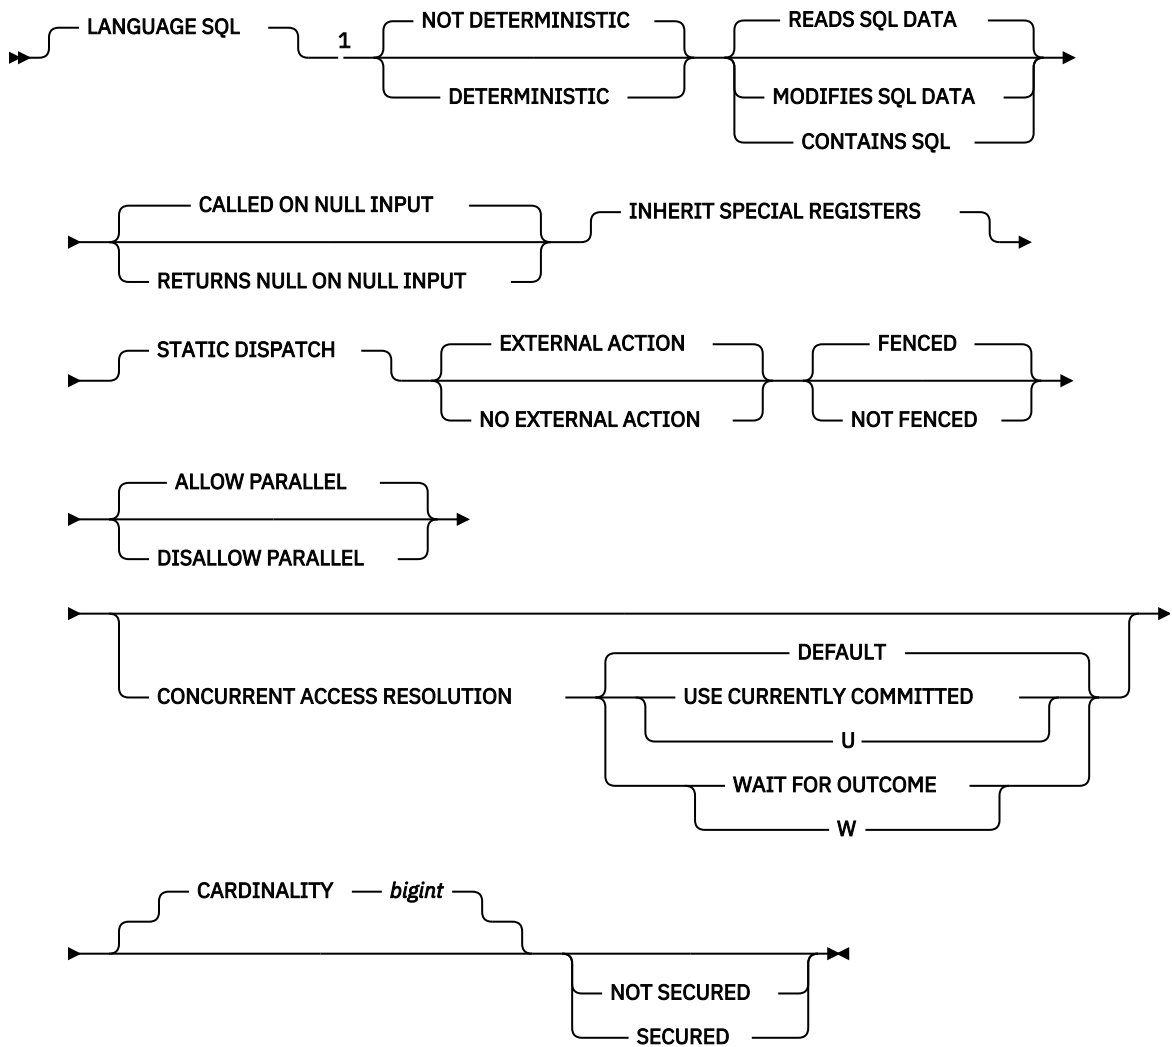 LANGUAGE SQL 1 NOT DETERMINISTIC READS SQL DATA
DETERMINISTIC MODIFIES SQL DATA
CONTAINS SQL
CALLED ON NULL INPUT INHERIT SPECIAL REGISTERS
RETURNS NULL ON NULL INPUT
STATIC DISPATCH EXTERNAL ACTION FENCED
NO EXTERNAL ACTION NOT FENCED
ALLOW PARALLEL
DISALLOW PARALLEL
DEFAULT
CONCURRENT ACCESS RESOLUTION USE CURRENTLY COMMITTED
U
WAIT FOR OUTCOME
W
CARDINALITY bigint
NOT SECURED
SECURED